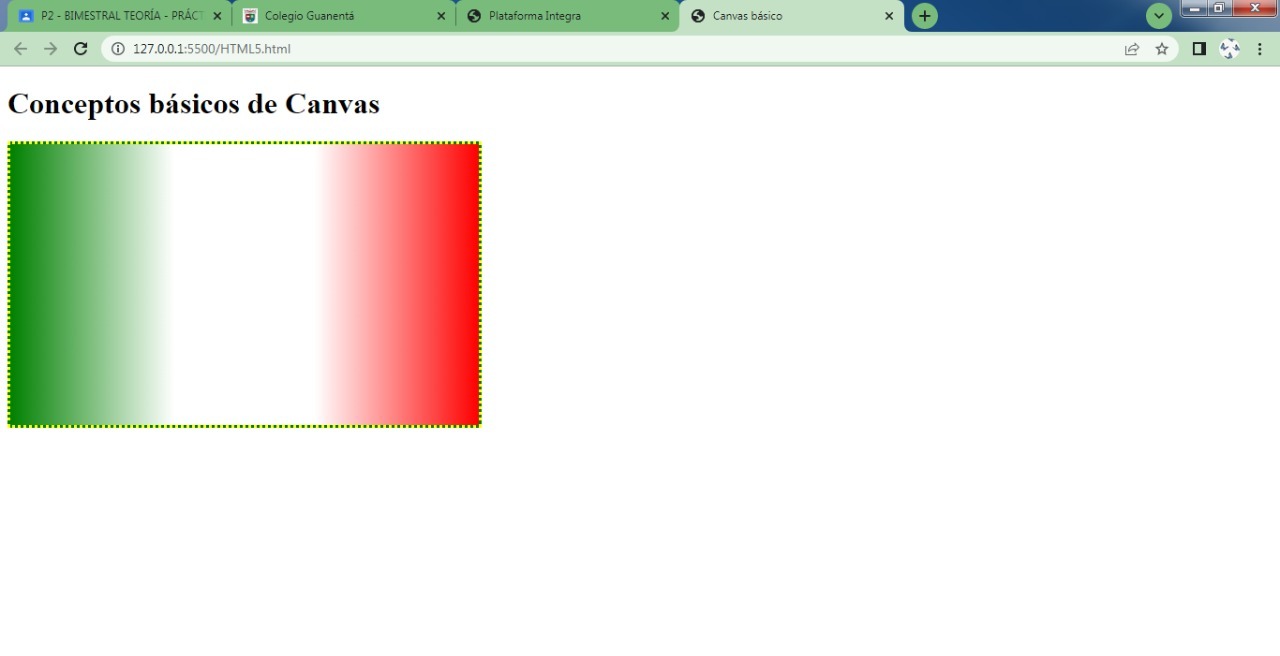 P2 - BIMESTRAL TEORÍA - PRÁCT
Colegio Guanentá
Plataforma Integra
Canvas básico
127.0.0.1:5500/HTML5.html
Conceptos básicos de Canvas